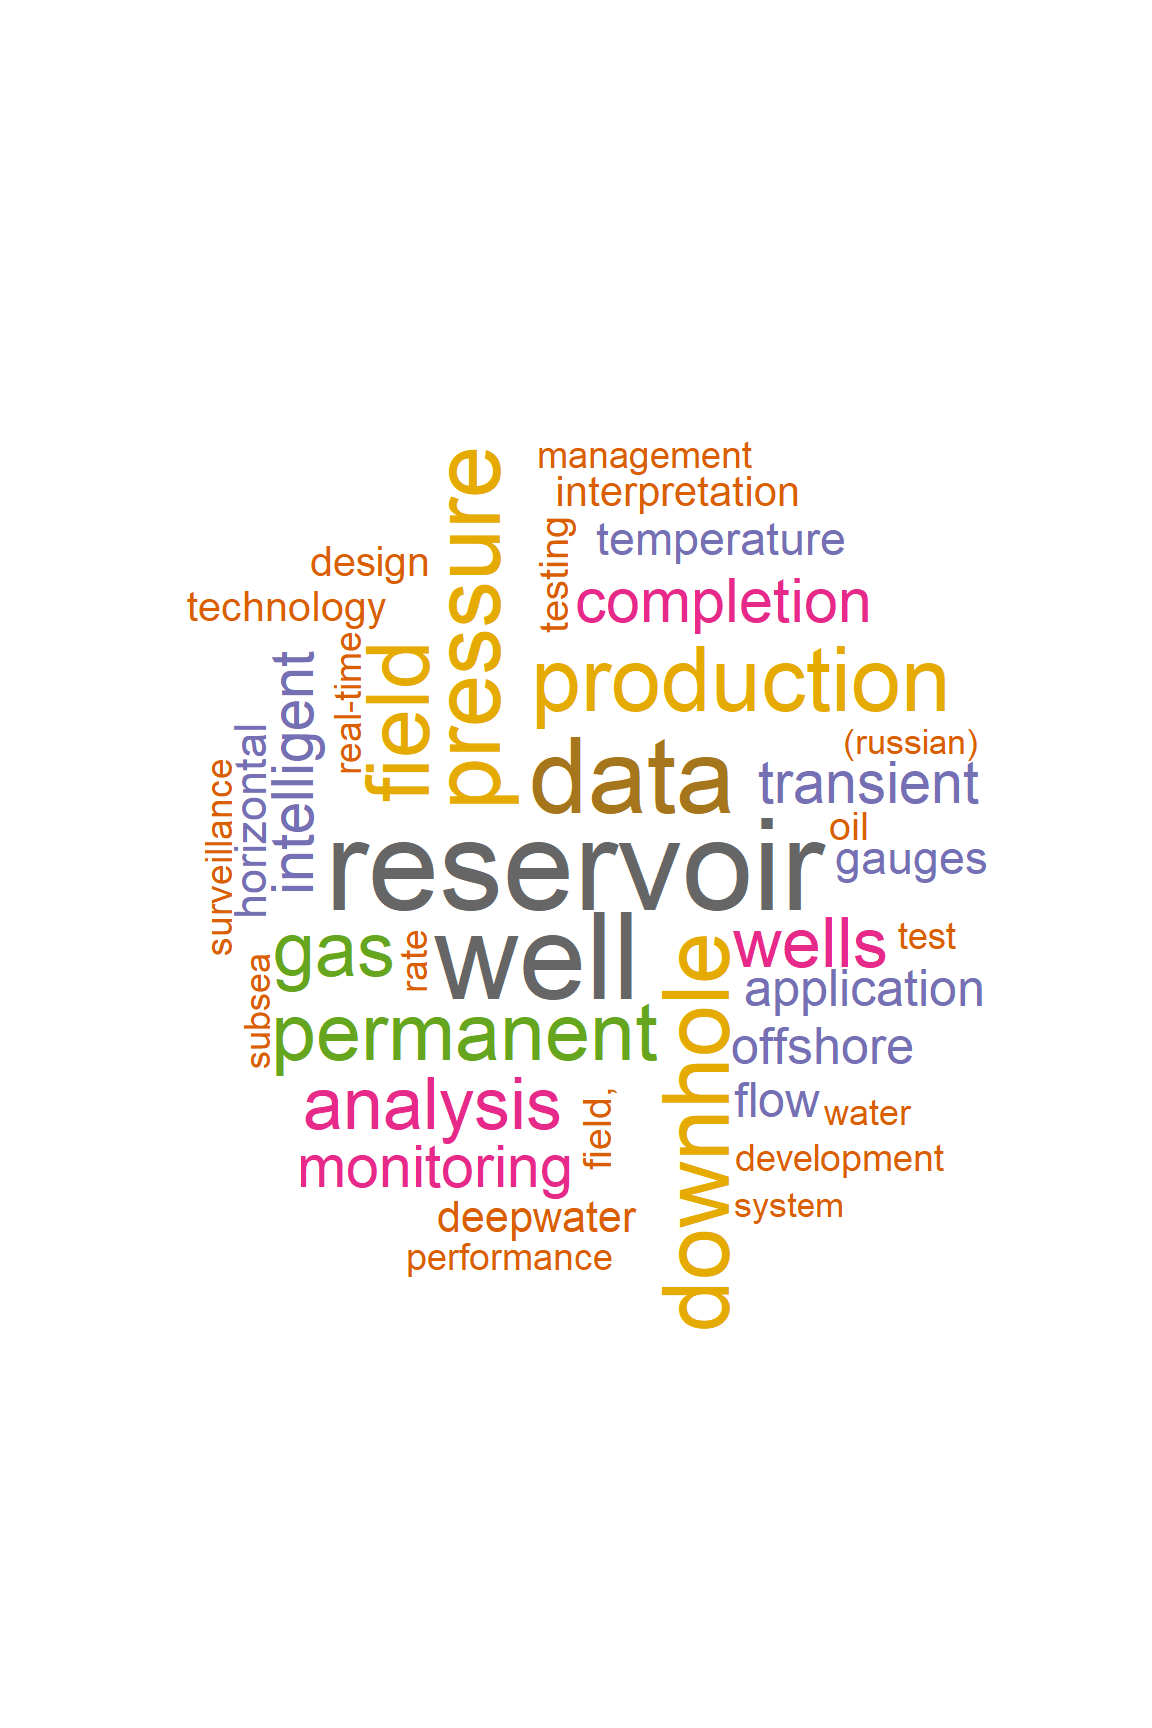 management
interpretation
temperature
testing
design
completion
technology
pressure
real-time
field
production
intelligent
horizontal
(russian)
data
transient
surveillance
oil
reservoir
gauges
gas
rate
well
wells
test
subsea
application
permanent
downhole
offshore
analysis
field,
flow
water
monitoring
development
deepwater
system
performance